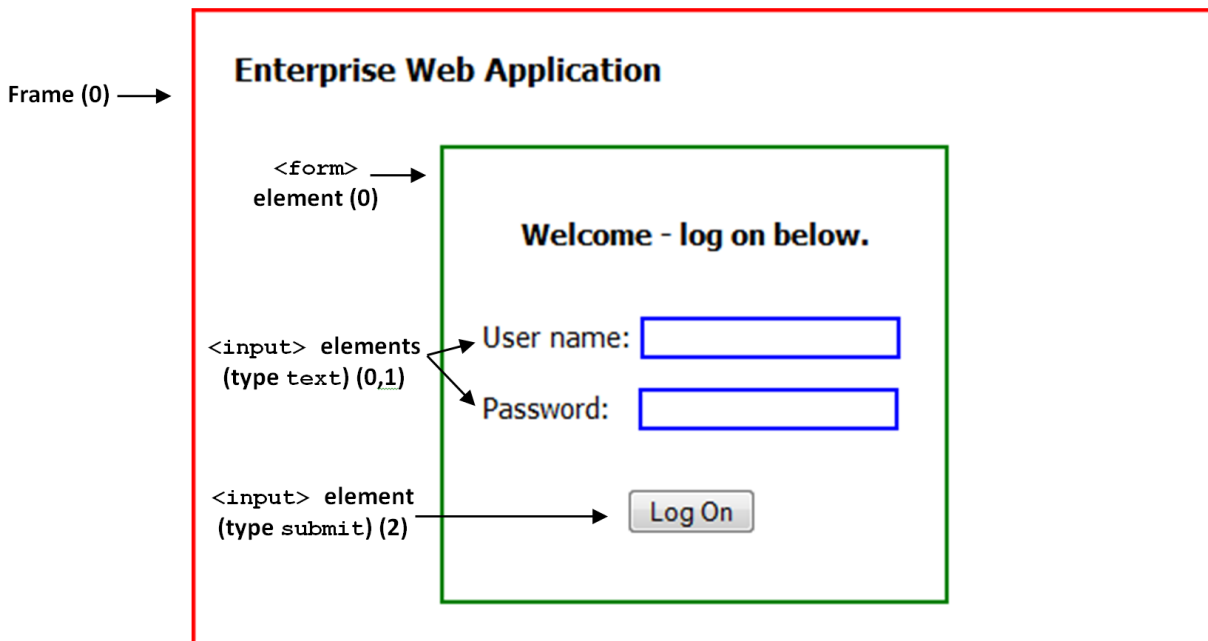 Enterprise Web Application
Frame (0)
<form>
element (0)
Welcome - log on below.
<input> elements
(type text) (0,1)
User name:
Password:
<input> element
(type submit) (2)
Log On